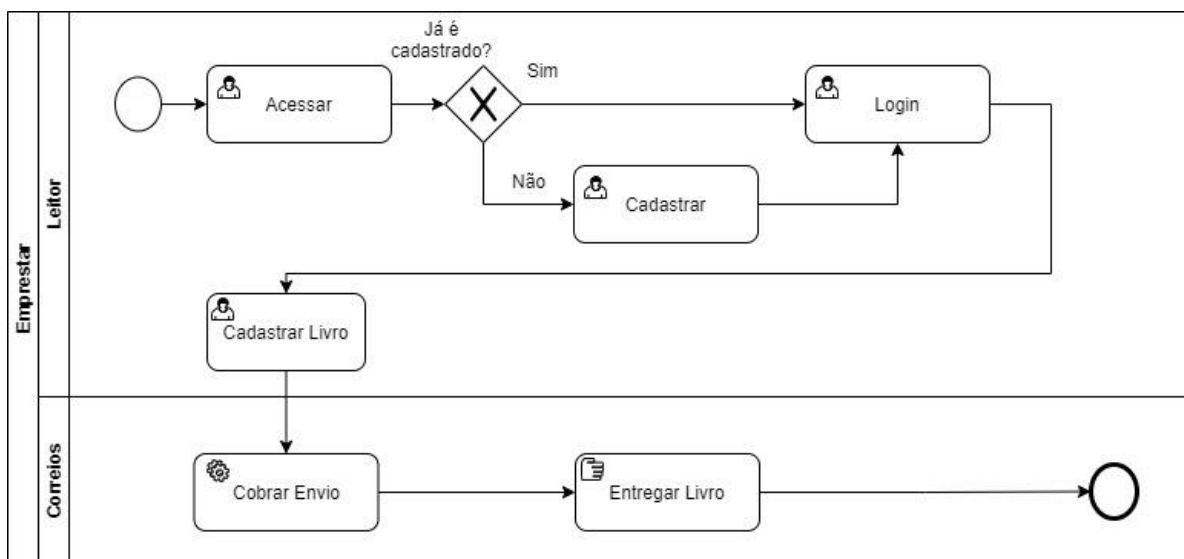 Emprestar
Leitor
Acessar
Já é
cadastrado?
Sim
Login
Não
Cadastrar
Cadastrar Livro
Correios
Cobrar Envio
Entregar Livro